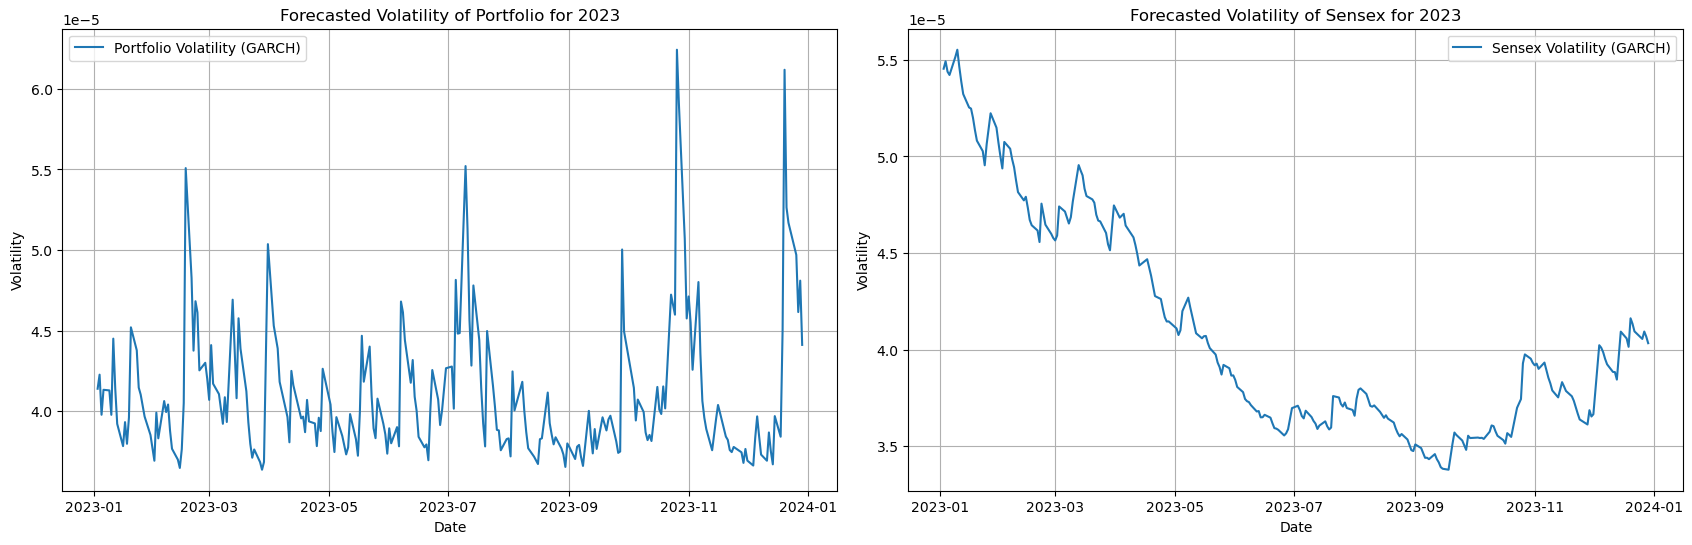 Forecasted Volatility of Portfolio for 2023
1e−5
Portfolio Volatility (GARCH)
6.0
5.5
5.0
4.5
4.0
Volatility
2023-01 2023-03 2023-05 2023-07 2023-09 2023-11 2024-01
Date
Forecasted Volatility of Sensex for 2023
1e−5
Sensex Volatility (GARCH)
5.5
5.0
4.5
4.0
3.5
Volatility
2023-01 2023-03 2023-05 2023-07 2023-09 2023-11 2024-01
Date